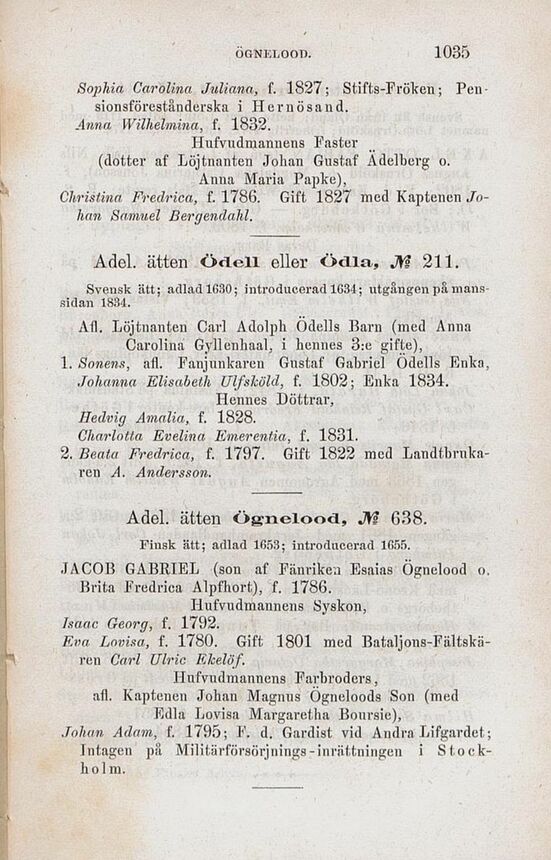 ÖGNELOOD. 1035
Sophia Carolina Juliana, f. 1827; Stifts-Fröken; Pen-
sionsförestånderska i Hernösand.
Anna Wilhelmina, f. 1832.
Hufvudmannens Faster
(dotter af Löjtnanten Johan Gustaf Ädelberg o.
Anna Maria Papke),
Christina Fredrica, f. 1786. Gift 1827 med Kaptenen Jo-
han Samuel Bergendahl.
Adel. ätten Ödell eller Ödla, № 211.
Svensk ätt; adlad 1630; introducerad 1634; utgången på mans-
sidan 1834.
Afl. Löjtnanten Carl Adolph Ödells Barn (med Anna
Carolina Gyllenhaal, i hennes 3:e gifte),
1. Sonens, afl. Fanjunkaren Gustaf Gabriel Ödells Enka,
Johanna Elisabeth Ulfsköld, f. 1802; Enka 1834.
Hennes Döttrar,
Hedvig Amalia, f. 1828.
Charlotta Evelina Emerentia, f. 1831.
2. Beata Fredrica, f. 1797. Gift 1822 med Landtbruka-
ren A. Andersson.
Adel. ätten Ögnelood, № 638.
Finsk ätt; adlad 1653; introducerad 1655.
JACOB GABRIEL (son af Fänriken Esaias Ögnelood o.
Brita Fredrica Alpfhort), f. 1786.
Hufvudmannens Syskon,
Isaac Georg, f. 1792.
Eva Lovisa, f. 1780. Gift 1801 med Bataljons-Fältskä-
ren Carl Ulric Ekelöf.
Hufvudmannens Farbroders,
afl. Kaptenen Johan Magnus Ögneloods Son (med
Edla Lovisa Margaretha Boursie),
Johan Adam, f. 1795; F. d. Gardist vid Andra Lifgardet;
Intagen på Militärförsörjnings-inrättningen i Stock-
holm.